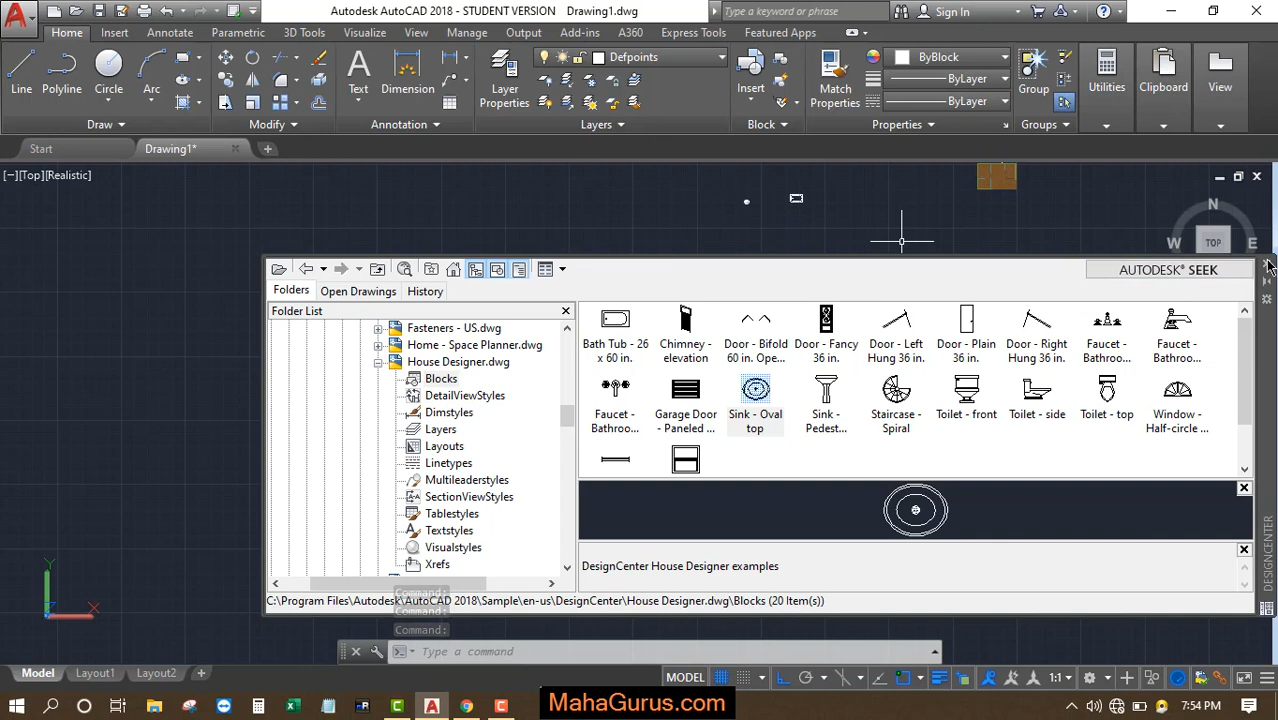 Autodesk AutoCAD 2018 - STUDENT VERSION Drawing1.dwg
Type a keyword or phrase
Sign In
Home Insert Annotate Parametric 3D Tools Visualize View Manage Output Add-ins A360 Express Tools Featured Apps
Defpoints
ByBlock
ByLayer
ByLayer
Line Polyline Circle Arc Text Dimension Layer Properties Insert Match Properties Group Utilities Clipboard View
Draw Modify Annotation Layers Block Properties Groups
Start Drawing1*
[−][Top][Realistic]
N
W TOP E
AUTODESK® SEEK
Folders Open Drawings History
Folder List
Fasteners - US.dwg
Home - Space Planner.dwg
House Designer.dwg
Blocks
DetailViewStyles
Dimstyles
Layers
Layouts
Linetypes
Multileaderstyles
SectionViewStyles
Tablestyles
Textstyles
Visualstyles
Xrefs
Bath Tub - 26 x 60 in.
Chimney - elevation
Door - Bifold 60 in. Ope...
Door - Fancy 36 in.
Door - Left Hung 36 in.
Door - Plain 36 in.
Door - Right Hung 36 in.
Faucet - Bathroo...
Faucet - Bathroo...
Faucet - Bathroo...
Garage Door - Paneled ...
Sink - Oval top
Sink - Pedest...
Staircase - Spiral
Toilet - front
Toilet - side
Toilet - top
Window - Half-circle ...
DesignCenter House Designer examples
C:\Program Files\Autodesk\AutoCAD 2018\Sample\en-us\DesignCenter\House Designer.dwg\Blocks (20 Item(s))
DESIGNCENTER
Command:
Command:
Command:
Type a command
Y
X
Model Layout1 Layout2
MODEL
1:1
MahaGurus.com
7:54 PM